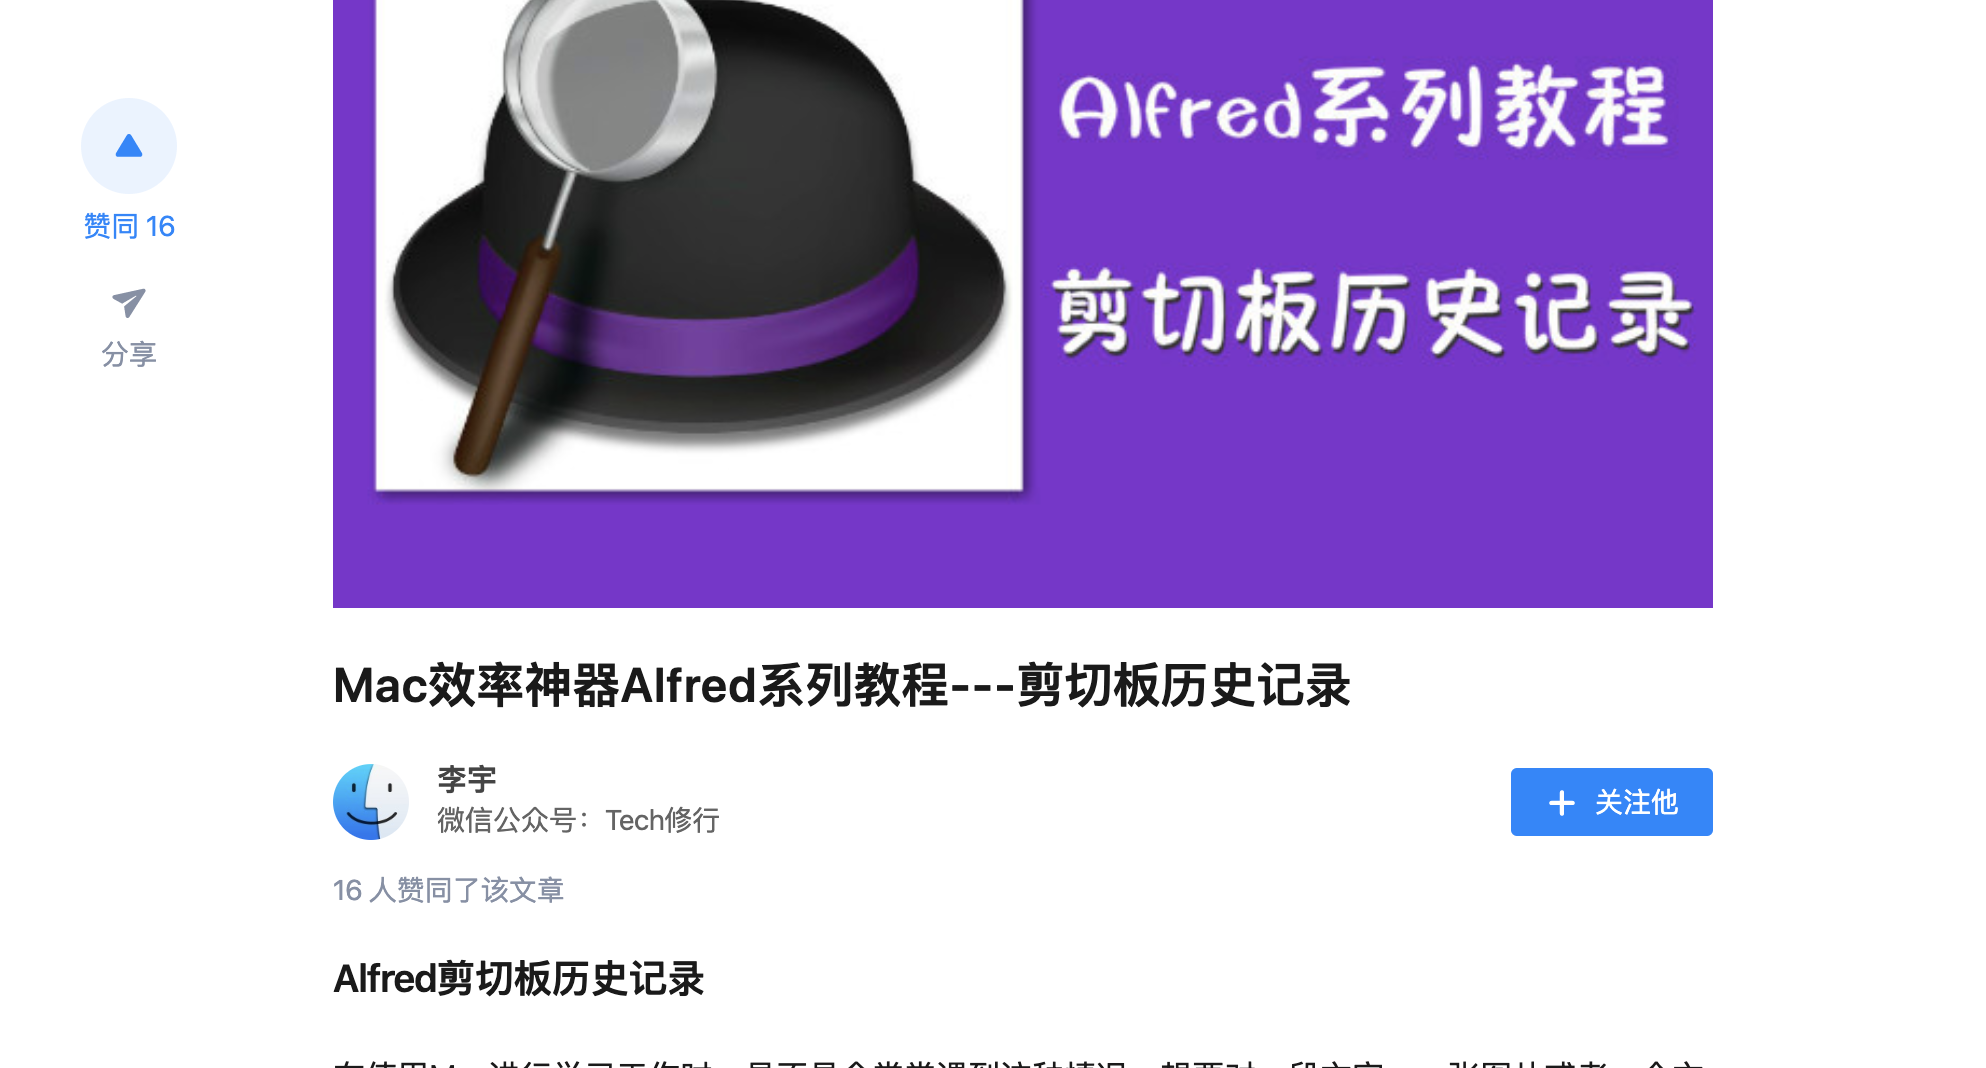 Alfred系列教程
剪切板历史记录
赞同 16
分享
Mac效率神器Alfred系列教程---剪切板历史记录
李宇
微信公众号：Tech修行
关注他
16 人赞同了该文章
Alfred剪切板历史记录